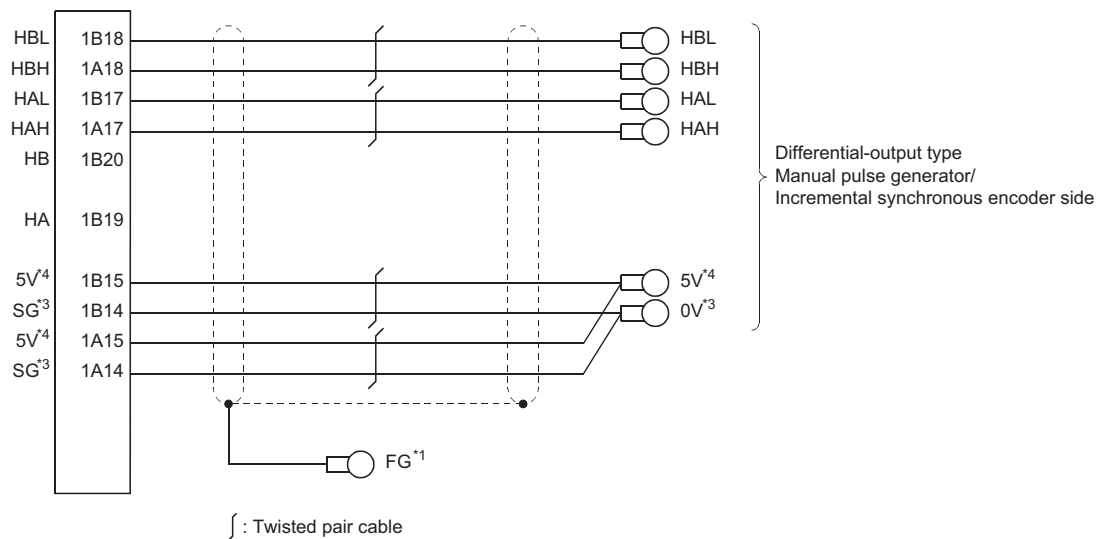 HBL 1B18 HBL
HBH 1A18 HBH
HAL 1B17 HAL
HAH 1A17 HAH
HB 1B20
Differential-output type
Manual pulse generator/
Incremental synchronous encoder side
HA 1B19
5V*4 1B15 5V*4
SG*3 1B14 0V*3
5V*4 1A15
SG*3 1A14
FG*1
: Twisted pair cable